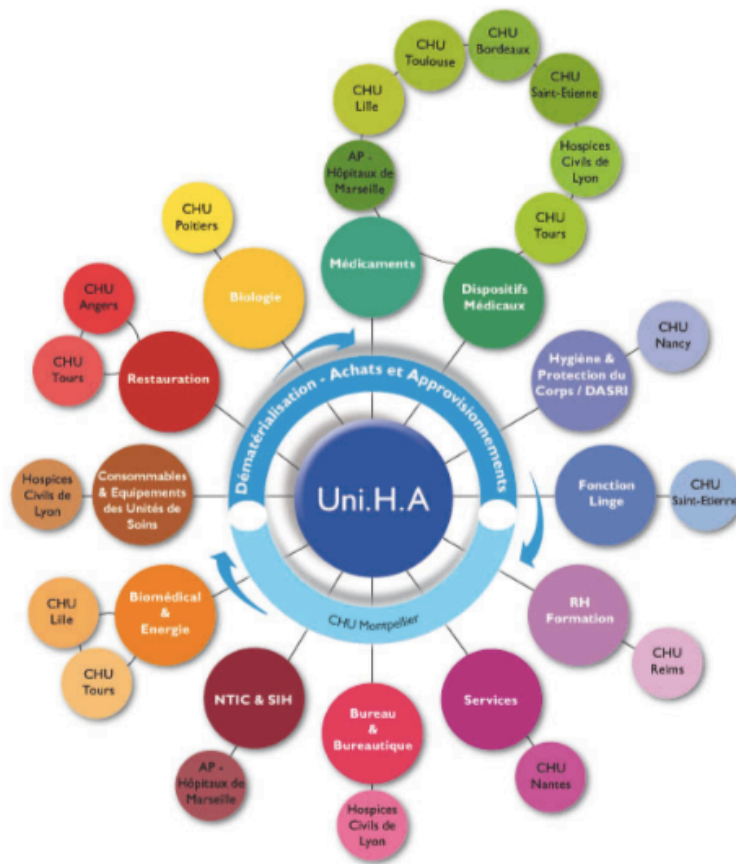 CHU
Toulouse
CHU
Bordeaux
CHU
Lille
CHU
Saint-Etienne
AP -
Hôpitaux de
Marseille
Hospices
Civils de
Lyon
CHU
Tours
Médicaments
Dispositifs
Médicaux
CHU
Poitiers
Biologie
CHU
Angers
CHU
Tours
Restauration
Hygiène &
Protection du
Corps / DASRI
CHU
Nancy
Dématérialisation - Achats et Approvisionnements
Uni.H.A
CHU Montpellier
Hospices
Civils de
Lyon
Consommables
& Equipements
des Unités de
Soins
Fonction
Linge
CHU
Saint-Etienne
CHU
Lille
CHU
Tours
Biomédical
&
Energie
RH
Formation
CHU
Reims
NTIC & SIH
AP -
Hôpitaux de
Marseille
Bureau
&
Bureautique
Hospices
Civils de
Lyon
Services
CHU
Nantes